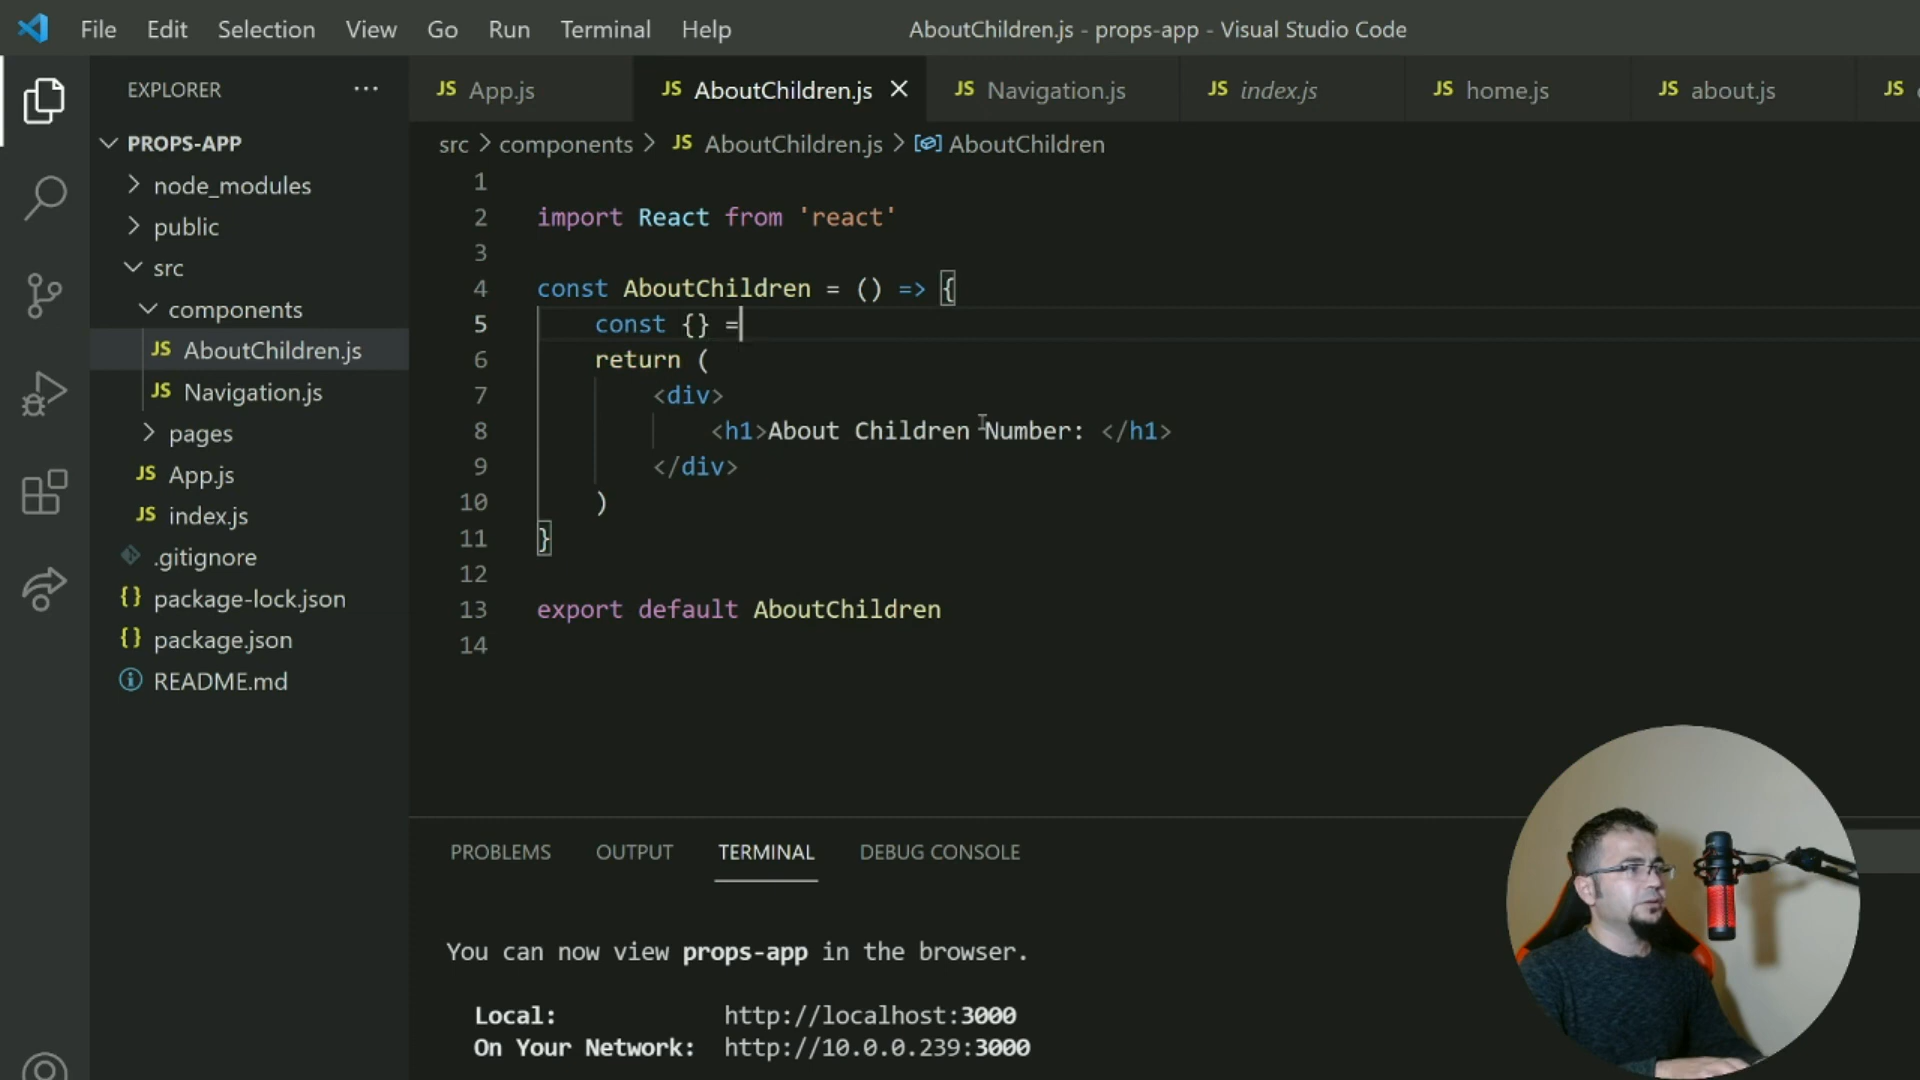 File Edit Selection View Go Run Terminal Help AboutChildren.js - props-app - Visual Studio Code
EXPLORER ···
JS App.js JS AboutChildren.js × JS Navigation.js JS index.js JS home.js JS about.js JS
PROPS-APP
src > components > JS AboutChildren.js > AboutChildren
node_modules
public
src
components
JS AboutChildren.js
JS Navigation.js
pages
JS App.js
JS index.js
.gitignore
{} package-lock.json
{} package.json
README.md
1
2 import React from 'react'
3
4 const AboutChildren = () => {
5 const {} =
6 return (
7 <div>
8 <h1>About Children Number: </h1>
9 </div>
10 )
11 }
12
13 export default AboutChildren
14
PROBLEMS OUTPUT TERMINAL DEBUG CONSOLE
You can now view props-app in the browser.
Local: http://localhost:3000
On Your Network: http://10.0.0.239:3000